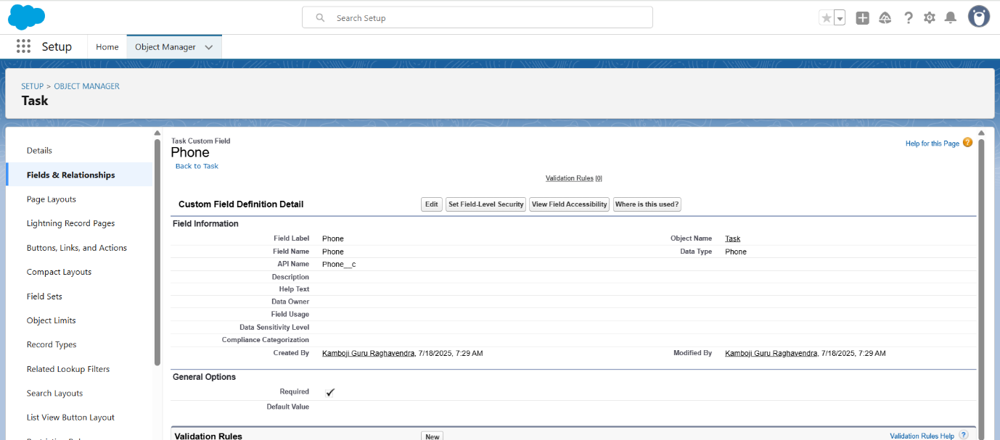 Search Setup
Setup
Home
Object Manager
SETUP > OBJECT MANAGER
Task
Details
Fields & Relationships
Page Layouts
Lightning Record Pages
Buttons, Links, and Actions
Compact Layouts
Field Sets
Object Limits
Record Types
Related Lookup Filters
Search Layouts
List View Button Layout
Task Custom Field
Phone
Back to Task
Help for this Page ?
Validation Rules [0]
Custom Field Definition Detail
Edit
Set Field-Level Security
View Field Accessibility
Where is this used?
Field Information
Field Label Phone Object Name Task
Field Name Phone Data Type Phone
API Name Phone__c
Description
Help Text
Data Owner
Field Usage
Data Sensitivity Level
Compliance Categorization
Created By Kamboji Guru Raghavendra, 7/18/2025, 7:29 AM Modified By Kamboji Guru Raghavendra, 7/18/2025, 7:29 AM
General Options
Required ✓
Default Value
Validation Rules New Validation Rules Help ?